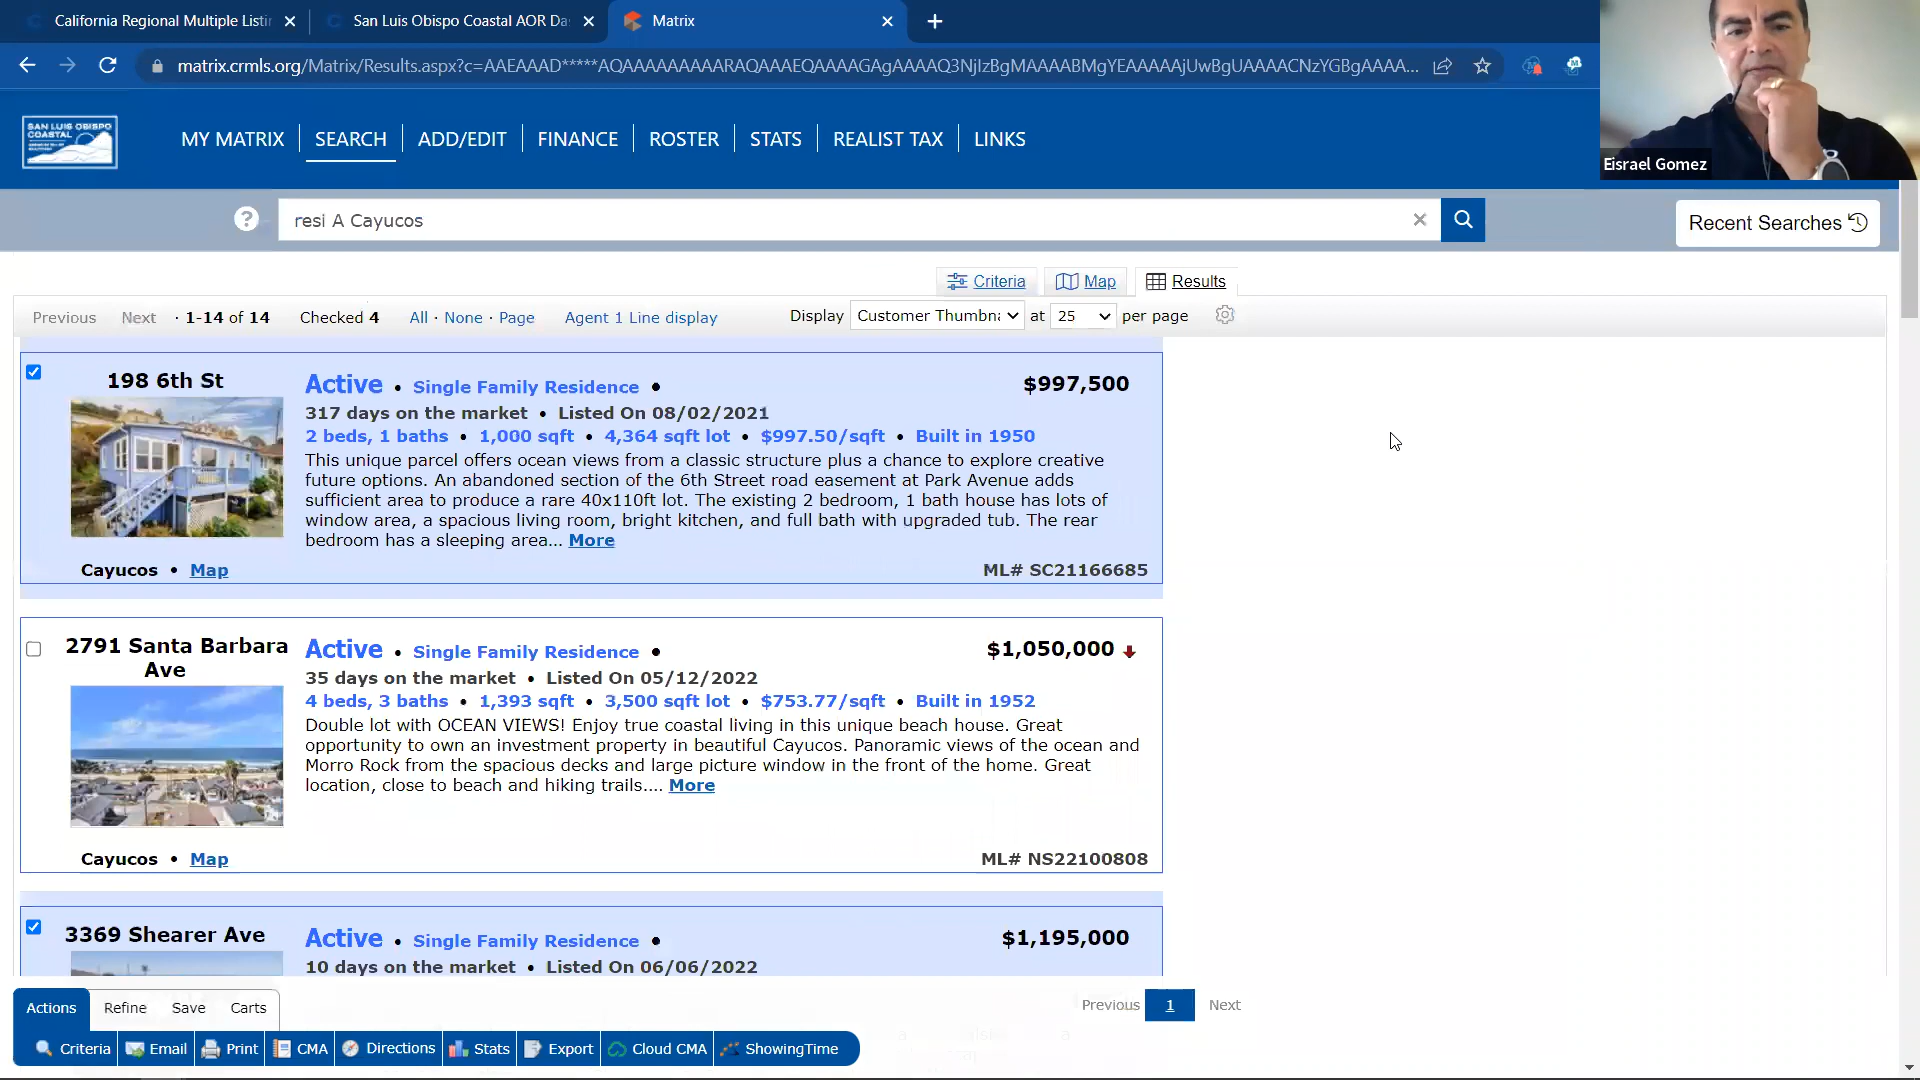 California Regional Multiple Listin
San Luis Obispo Coastal AOR Da
Matrix
matrix.crmls.org/Matrix/Results.aspx?c=AAEAAAD*****AQAAAAAAAAARAQAAAEQAAAAGAgAAAAQ3NjIzBgMAAAABMgYEAAAAAjUwBgUAAAACNzYGBgAAAA...
SAN LUIS OBISPO
COASTAL
MY MATRIX
SEARCH
ADD/EDIT
FINANCE
ROSTER
STATS
REALIST TAX
LINKS
Eisrael Gomez
resi A Cayucos
Recent Searches
Criteria
Map
Results
Previous Next · 1-14 of 14 Checked 4 All · None · Page Agent 1 Line display Display Customer Thumbna at 25 per page
198 6th St
Active • Single Family Residence •
$997,500
317 days on the market • Listed On 08/02/2021
2 beds, 1 baths • 1,000 sqft • 4,364 sqft lot • $997.50/sqft • Built in 1950
This unique parcel offers ocean views from a classic structure plus a chance to explore creative
future options. An abandoned section of the 6th Street road easement at Park Avenue adds
sufficient area to produce a rare 40x110ft lot. The existing 2 bedroom, 1 bath house has lots of
window area, a spacious living room, bright kitchen, and full bath with upgraded tub. The rear
bedroom has a sleeping area... More
Cayucos • Map
ML# SC21166685
2791 Santa Barbara
Ave
Active • Single Family Residence •
$1,050,000
35 days on the market • Listed On 05/12/2022
4 beds, 3 baths • 1,393 sqft • 3,500 sqft lot • $753.77/sqft • Built in 1952
Double lot with OCEAN VIEWS! Enjoy true coastal living in this unique beach house. Great
opportunity to own an investment property in beautiful Cayucos. Panoramic views of the ocean and
Morro Rock from the spacious decks and large picture window in the front of the home. Great
location, close to beach and hiking trails.... More
Cayucos • Map
ML# NS22100808
3369 Shearer Ave
Active • Single Family Residence •
$1,195,000
10 days on the market • Listed On 06/06/2022
Actions Refine Save Carts
Previous 1 Next
Criteria Email Print CMA Directions Stats Export Cloud CMA ShowingTime